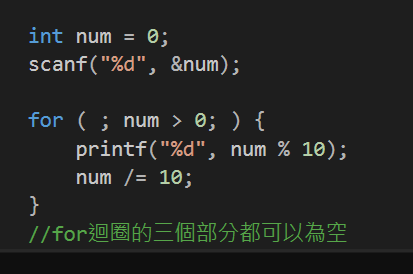 int num = 0;
scanf("%d", &num);
for ( ; num > 0; ) {
printf("%d", num % 10);
num /= 10;
}
//for迴圈的三個部分都可以為空